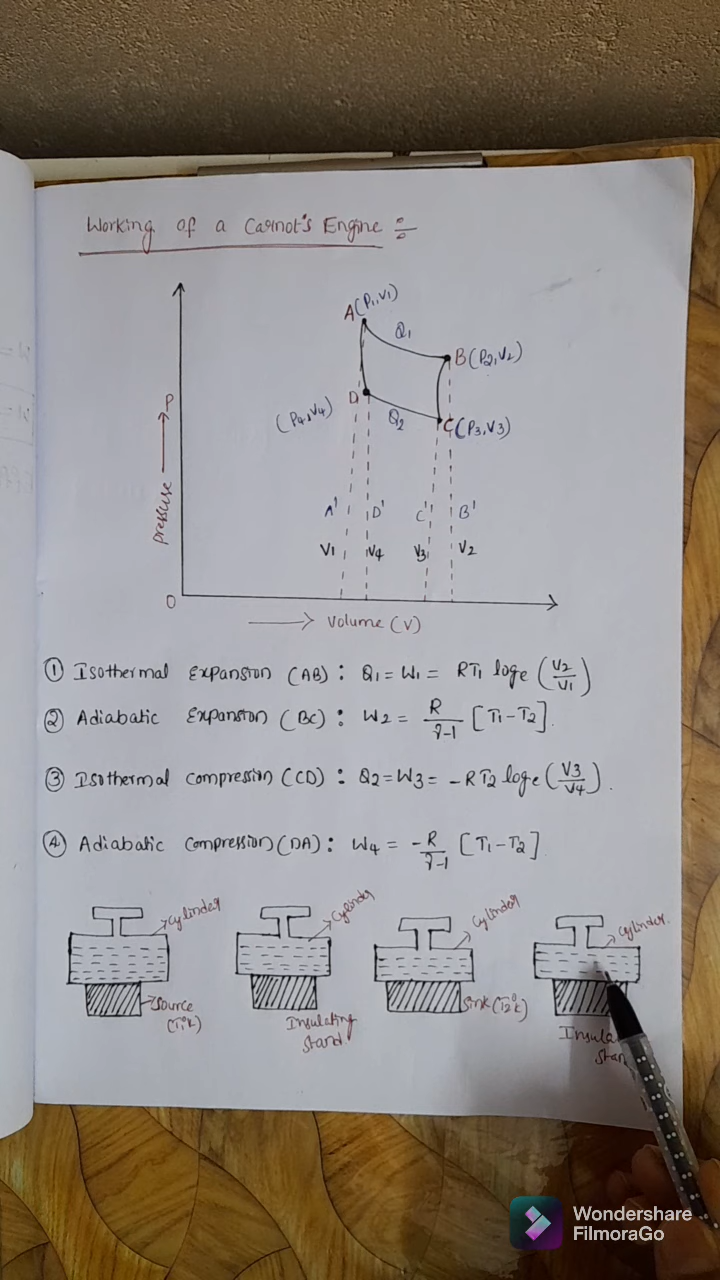 Working of a Carnot's Engine :-
A(P1,V1)
Q1
B(P2,V2)
D
(P4,V4)
Q2
C(P3,V3)
Pressure → P
A' D' C' B'
V1 V4 V3 V2
O
→ Volume (V)
① Isothermal Expansion (AB) : Q1 = W1 = RT1 loge (V2/V1)
② Adiabatic Expansion (BC) : W2 = R/γ-1 [T1-T2].
③ Isothermal compression (CD) : Q2 = W3 = -RT2 loge (V3/V4).
④ Adiabatic Compression (DA) : W4 = -R/γ-1 [T1-T2]
cylinder
Source
(T1°K)
Cylinder
Insulating
Stand
Cylinder
Sink (T2°K)
Cylinder.
Wondershare
FilmoraGo